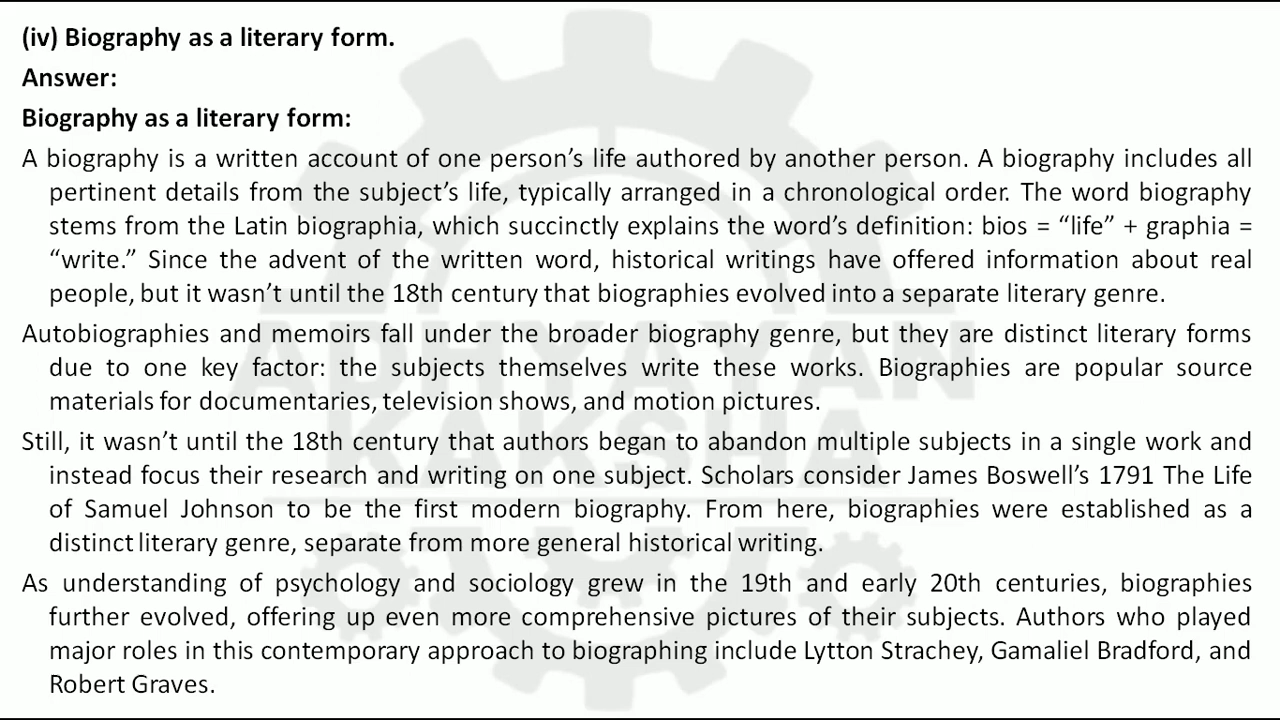 (iv) Biography as a literary form.
Answer:
Biography as a literary form:
A biography is a written account of one person’s life authored by another person. A biography includes all
pertinent details from the subject’s life, typically arranged in a chronological order. The word biography
stems from the Latin biographia, which succinctly explains the word’s definition: bios = “life” + graphia =
“write.” Since the advent of the written word, historical writings have offered information about real
people, but it wasn’t until the 18th century that biographies evolved into a separate literary genre.
Autobiographies and memoirs fall under the broader biography genre, but they are distinct literary forms
due to one key factor: the subjects themselves write these works. Biographies are popular source
materials for documentaries, television shows, and motion pictures.
Still, it wasn’t until the 18th century that authors began to abandon multiple subjects in a single work and
instead focus their research and writing on one subject. Scholars consider James Boswell’s 1791 The Life
of Samuel Johnson to be the first modern biography. From here, biographies were established as a
distinct literary genre, separate from more general historical writing.
As understanding of psychology and sociology grew in the 19th and early 20th centuries, biographies
further evolved, offering up even more comprehensive pictures of their subjects. Authors who played
major roles in this contemporary approach to biographing include Lytton Strachey, Gamaliel Bradford, and
Robert Graves.
ADHYAYAN
KAKSHA